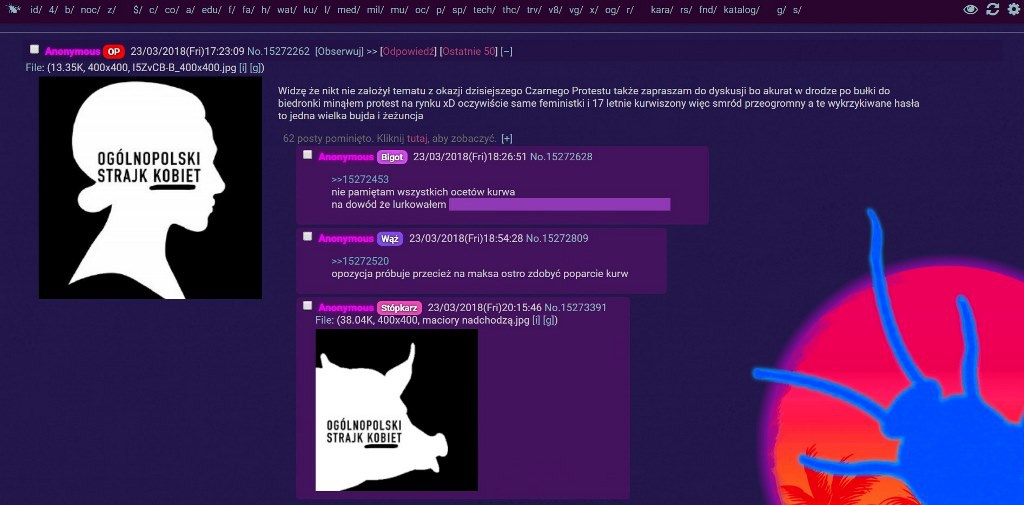 id/ 4/ b/ noc/ z/ $/ c/ co/ a/ edu/ f/ fa/ h/ wat/ ku/ l/ med/ mil/ mu/ oc/ p/ sp/ tech/ thc/ trv/ v8/ vg/ x/ og/ r/ kara/ rs/ fnd/ katalog/ g/ s/
Anonymous OP 23/03/2018(Fri)17:23:09 No.15272262 [Obserwuj] >> [Odpowiedź] [Ostatnie 50] [–]
File: (13.35K, 400x400, I5ZvCB-B_400x400.jpg [i] [g])
OGÓLNOPOLSKI
STRAJK KOBIET
Widzę że nikt nie założył tematu z okazji dzisiejszego Czarnego Protestu także zapraszam do dyskusji bo akurat w drodze po bułki do
biedronki minąłem protest na rynku xD oczywiście same feministki i 17 letnie kurwiszony więc smród przeogromny a te wykrzykiwane hasła
to jedna wielka bujda i żeżuncja
62 posty pominięto. Kliknij tutaj, aby zobaczyć. [+]
Anonymous Bigot 23/03/2018(Fri)18:26:51 No.15272628
>>15272453
nie pamiętam wszystkich ocetów kurwa
na dowód że lurkowałem
Anonymous Wąż 23/03/2018(Fri)18:54:28 No.15272809
>>15272520
opozycja próbuje przecież na maksa ostro zdobyć poparcie kurw
Anonymous Stópkarz 23/03/2018(Fri)20:15:46 No.15273391
File: (38.04K, 400x400, maciory nadchodzą.jpg [i] [g])
OGÓLNOPOLSKI
STRAJK KOBIET